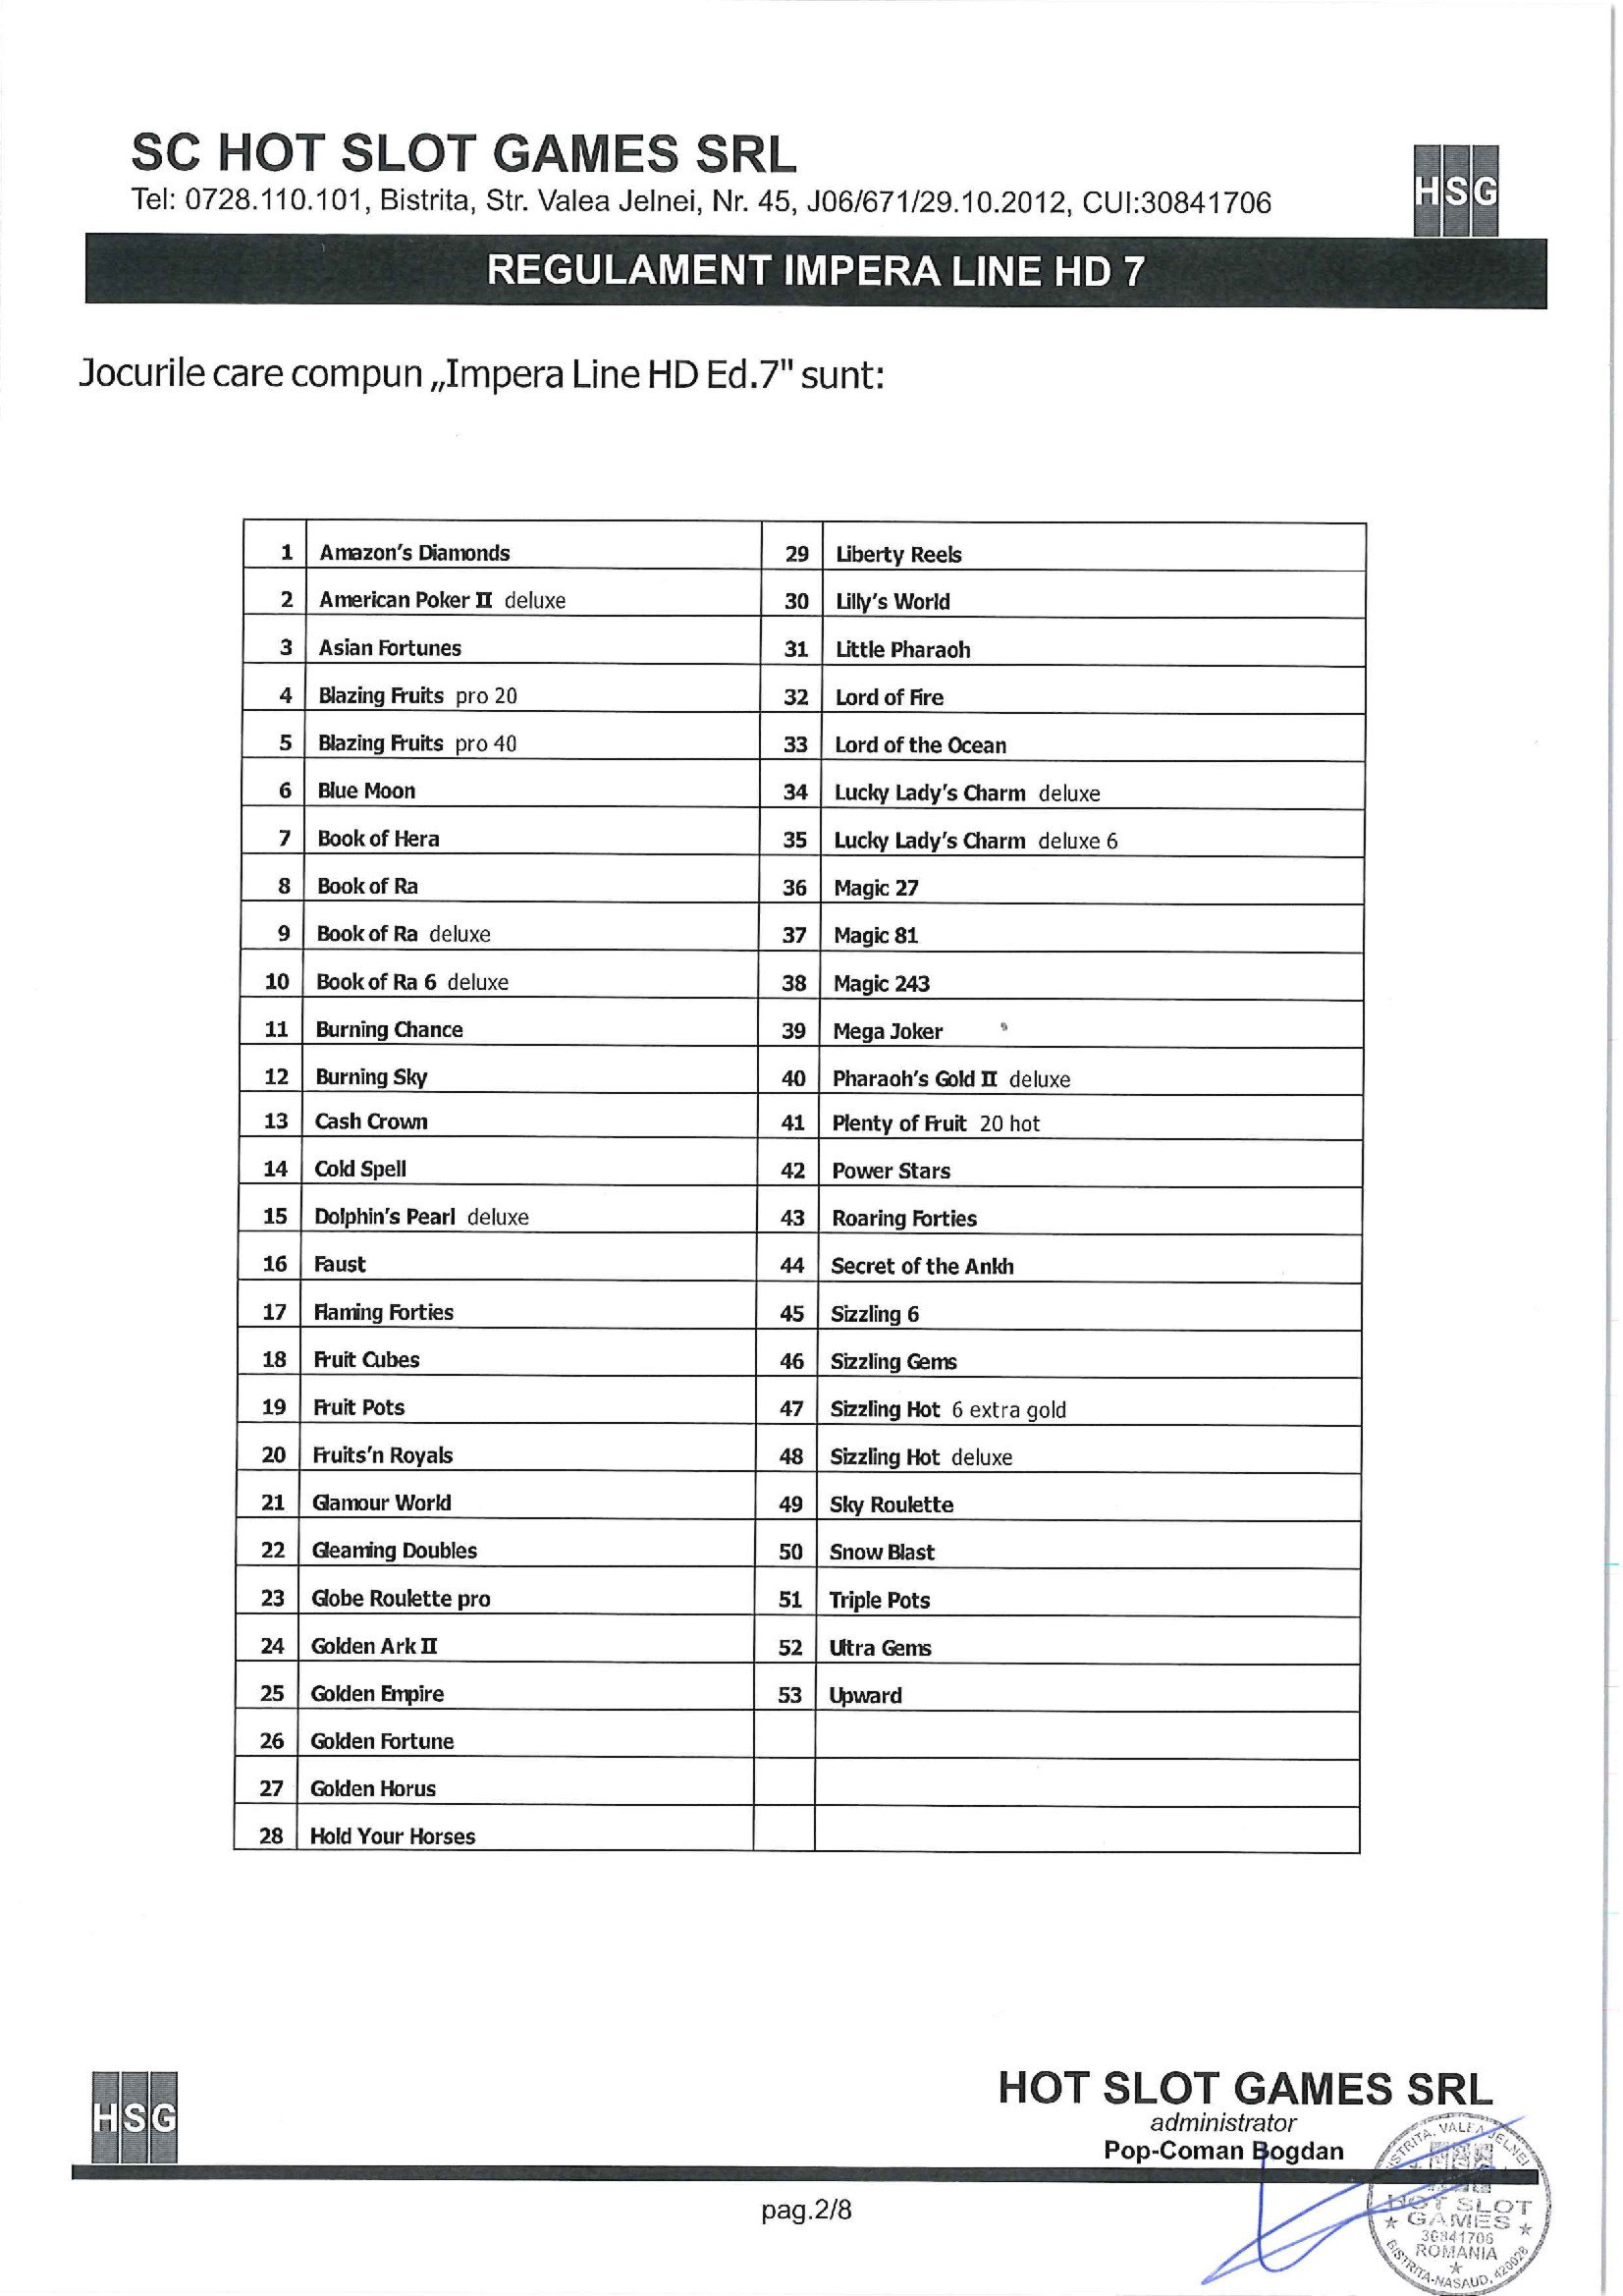 SC HOT SLOT GAMES SRL
Tel: 0728.110.101, Bistrita, Str. Valea Jelnei, Nr. 45, J06/671/29.10.2012, CUI:30841706
HSG
REGULAMENT IMPERA LINE HD 7
Jocurile care compun „Impera Line HD Ed.7" sunt:
1 Amazon's Diamonds 29 Liberty Reels
2 American Poker II deluxe 30 Lilly's World
3 Asian Fortunes 31 Little Pharaoh
4 Blazing Fruits pro 20 32 Lord of Fire
5 Blazing Fruits pro 40 33 Lord of the Ocean
6 Blue Moon 34 Lucky Lady's Charm deluxe
7 Book of Hera 35 Lucky Lady's Charm deluxe 6
8 Book of Ra 36 Magic 27
9 Book of Ra deluxe 37 Magic 81
10 Book of Ra 6 deluxe 38 Magic 243
11 Burning Chance 39 Mega Joker
12 Burning Sky 40 Pharaoh's Gold II deluxe
13 Cash Crown 41 Plenty of Fruit 20 hot
14 Cold Spell 42 Power Stars
15 Dolphin's Pearl deluxe 43 Roaring Forties
16 Faust 44 Secret of the Ankh
17 Flaming Forties 45 Sizzling 6
18 Fruit Cubes 46 Sizzling Gems
19 Fruit Pots 47 Sizzling Hot 6 extra gold
20 Fruits'n Royals 48 Sizzling Hot deluxe
21 Glamour World 49 Sky Roulette
22 Gleaming Doubles 50 Snow Blast
23 Globe Roulette pro 51 Triple Pots
24 Golden Ark II 52 Ultra Gems
25 Golden Empire 53 Upward
26 Golden Fortune
27 Golden Horus
28 Hold Your Horses
HSG
HOT SLOT GAMES SRL
administrator
Pop-Coman Bogdan
pag.2/8
VALEA JELNEI
HOT SLOT
GAMES
30841706
ROMANIA
BISTRITA-NASAUD, 420028